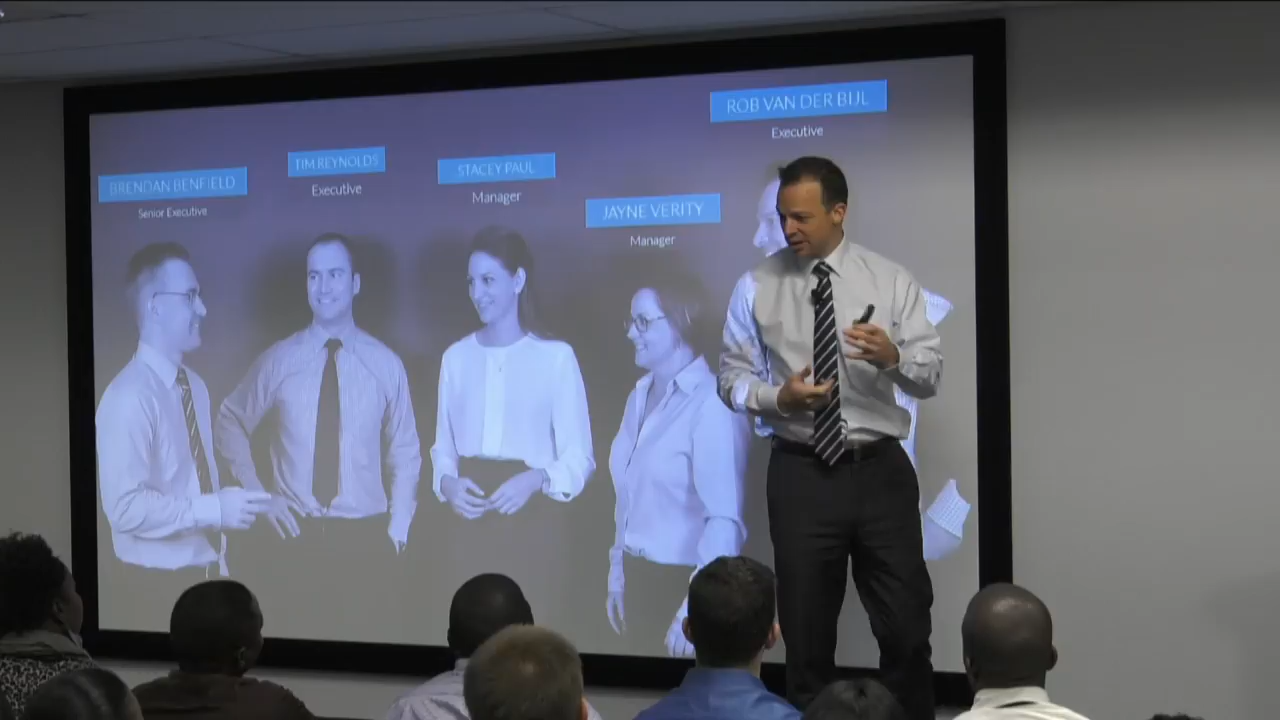 BRENDAN BENFIELD
Senior Executive
TIM REYNOLDS
Executive
STACEY PAUL
Manager
JAYNE VERITY
Manager
ROB VAN DER BIJL
Executive